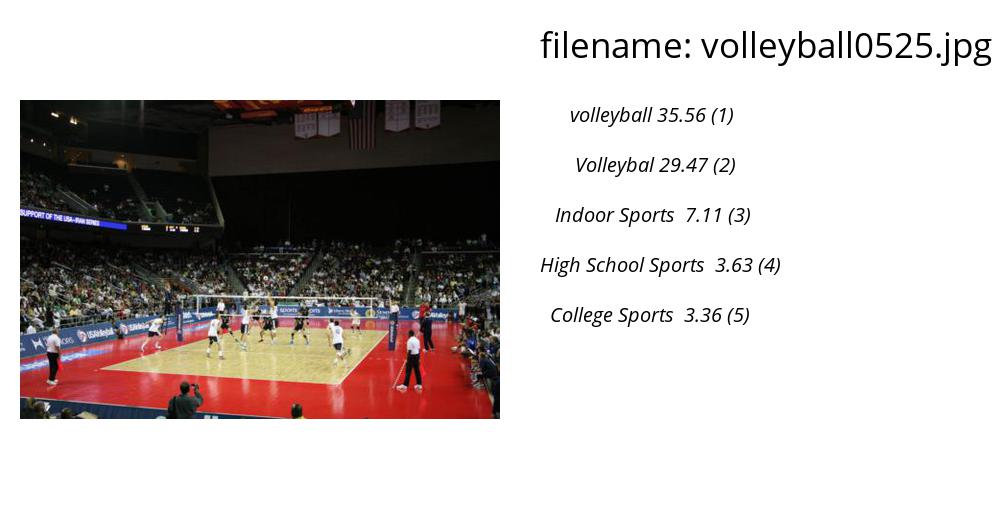 filename: volleyball0525.jpg
volleyball 35.56 (1)
Volleybal 29.47 (2)
Indoor Sports 7.11 (3)
High School Sports 3.63 (4)
College Sports 3.36 (5)
SUPPORT OF THE USA-IRAN SERIES
USAVolleyball